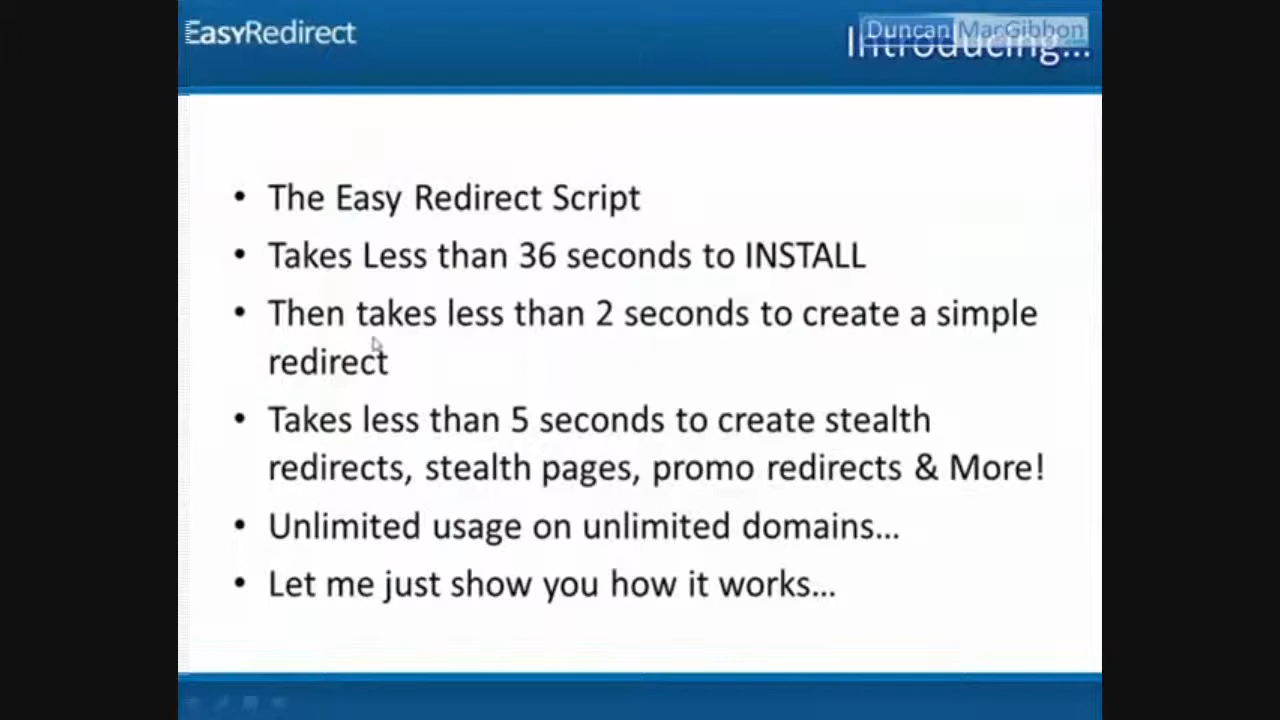 EasyRedirect
Duncan MacGibbon
Introducing...
• The Easy Redirect Script
• Takes Less than 36 seconds to INSTALL
• Then takes less than 2 seconds to create a simple
redirect
• Takes less than 5 seconds to create stealth
redirects, stealth pages, promo redirects & More!
• Unlimited usage on unlimited domains...
• Let me just show you how it works...